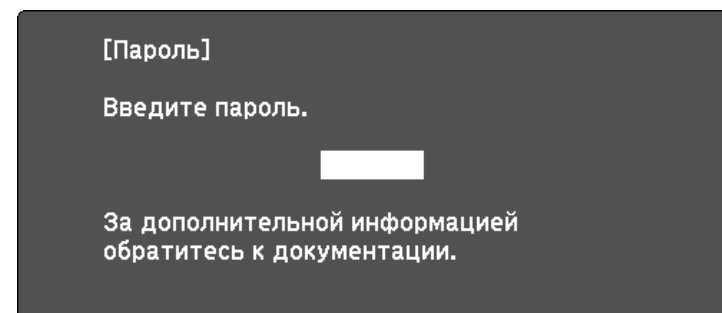 [Пароль]
Введите пароль.
За дополнительной информацией
обратитесь к документации.